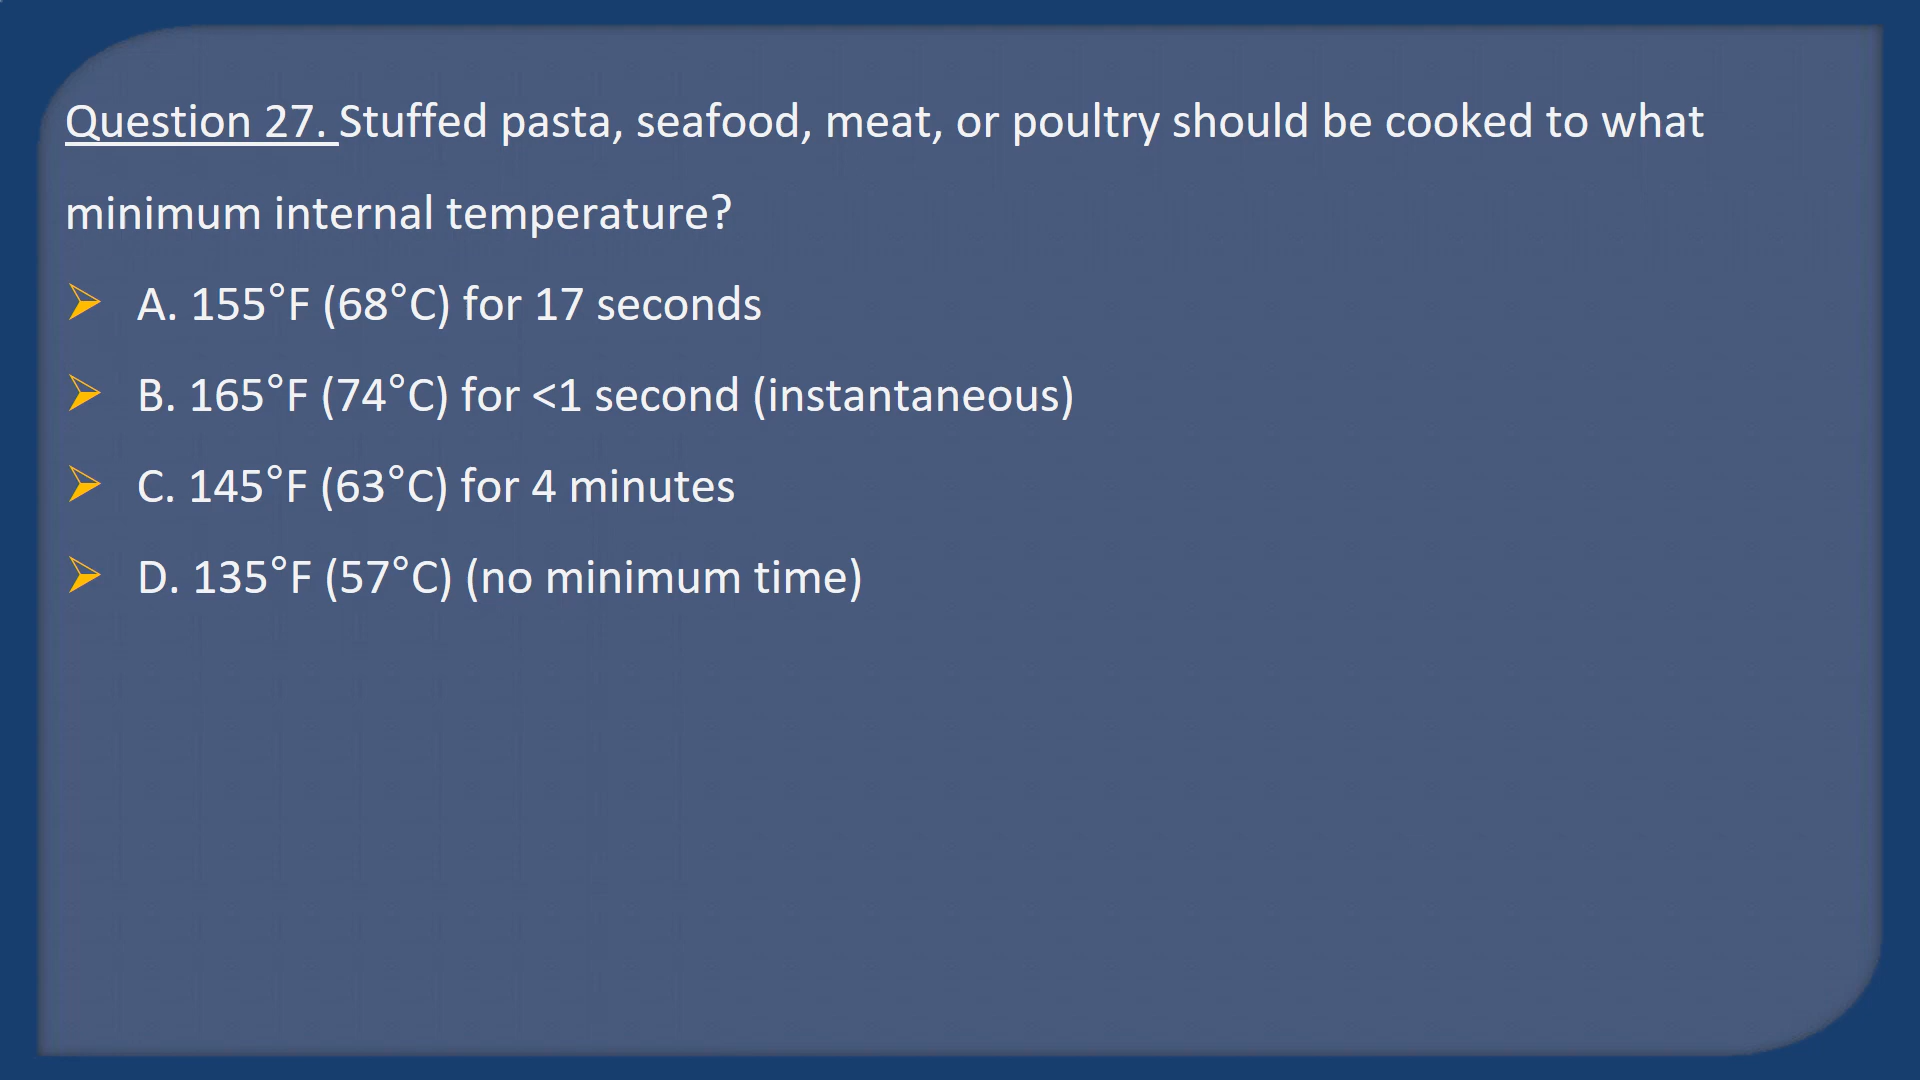 Question 27. Stuffed pasta, seafood, meat, or poultry should be cooked to what
minimum internal temperature?
A. 155°F (68°C) for 17 seconds
B. 165°F (74°C) for <1 second (instantaneous)
C. 145°F (63°C) for 4 minutes
D. 135°F (57°C) (no minimum time)